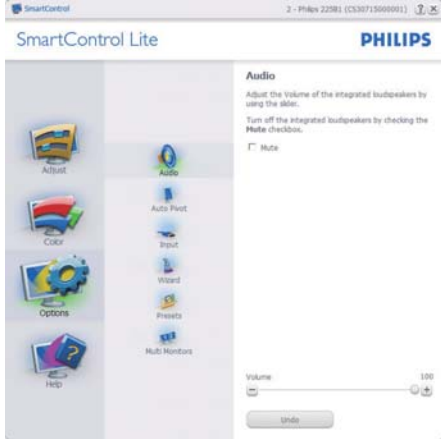 SmartControl
2 - Philips 225B1 (CS30715000001)
SmartControl Lite
PHILIPS
Adjust
Color
Options
Help
Audio
Auto Pivot
Input
Wizard
Presets
Multi Monitors
Audio
Adjust the Volume of the integrated loudspeakers by
using the slider.
Turn off the integrated loudspeakers by checking the
Mute checkbox.
Mute
Volume
100
Undo